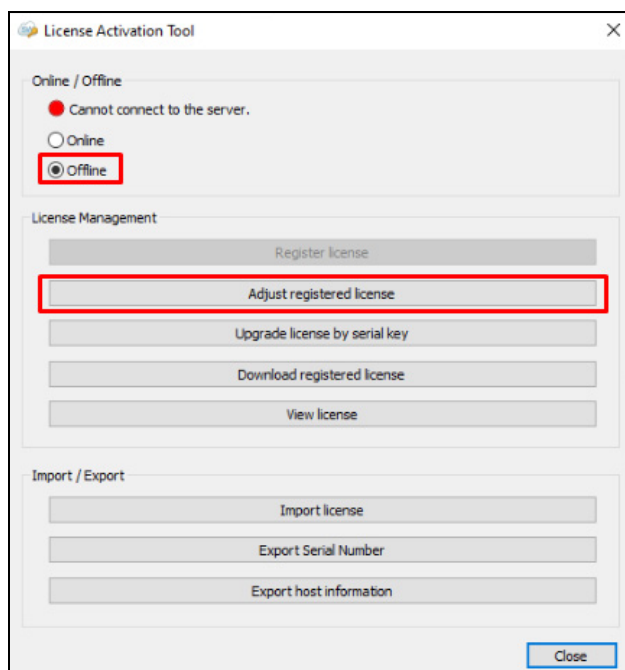 License Activation Tool
Online / Offline
Cannot connect to the server.
Online
Offline
License Management
Register license
Adjust registered license
Upgrade license by serial key
Download registered license
View license
Import / Export
Import license
Export Serial Number
Export host information
Close